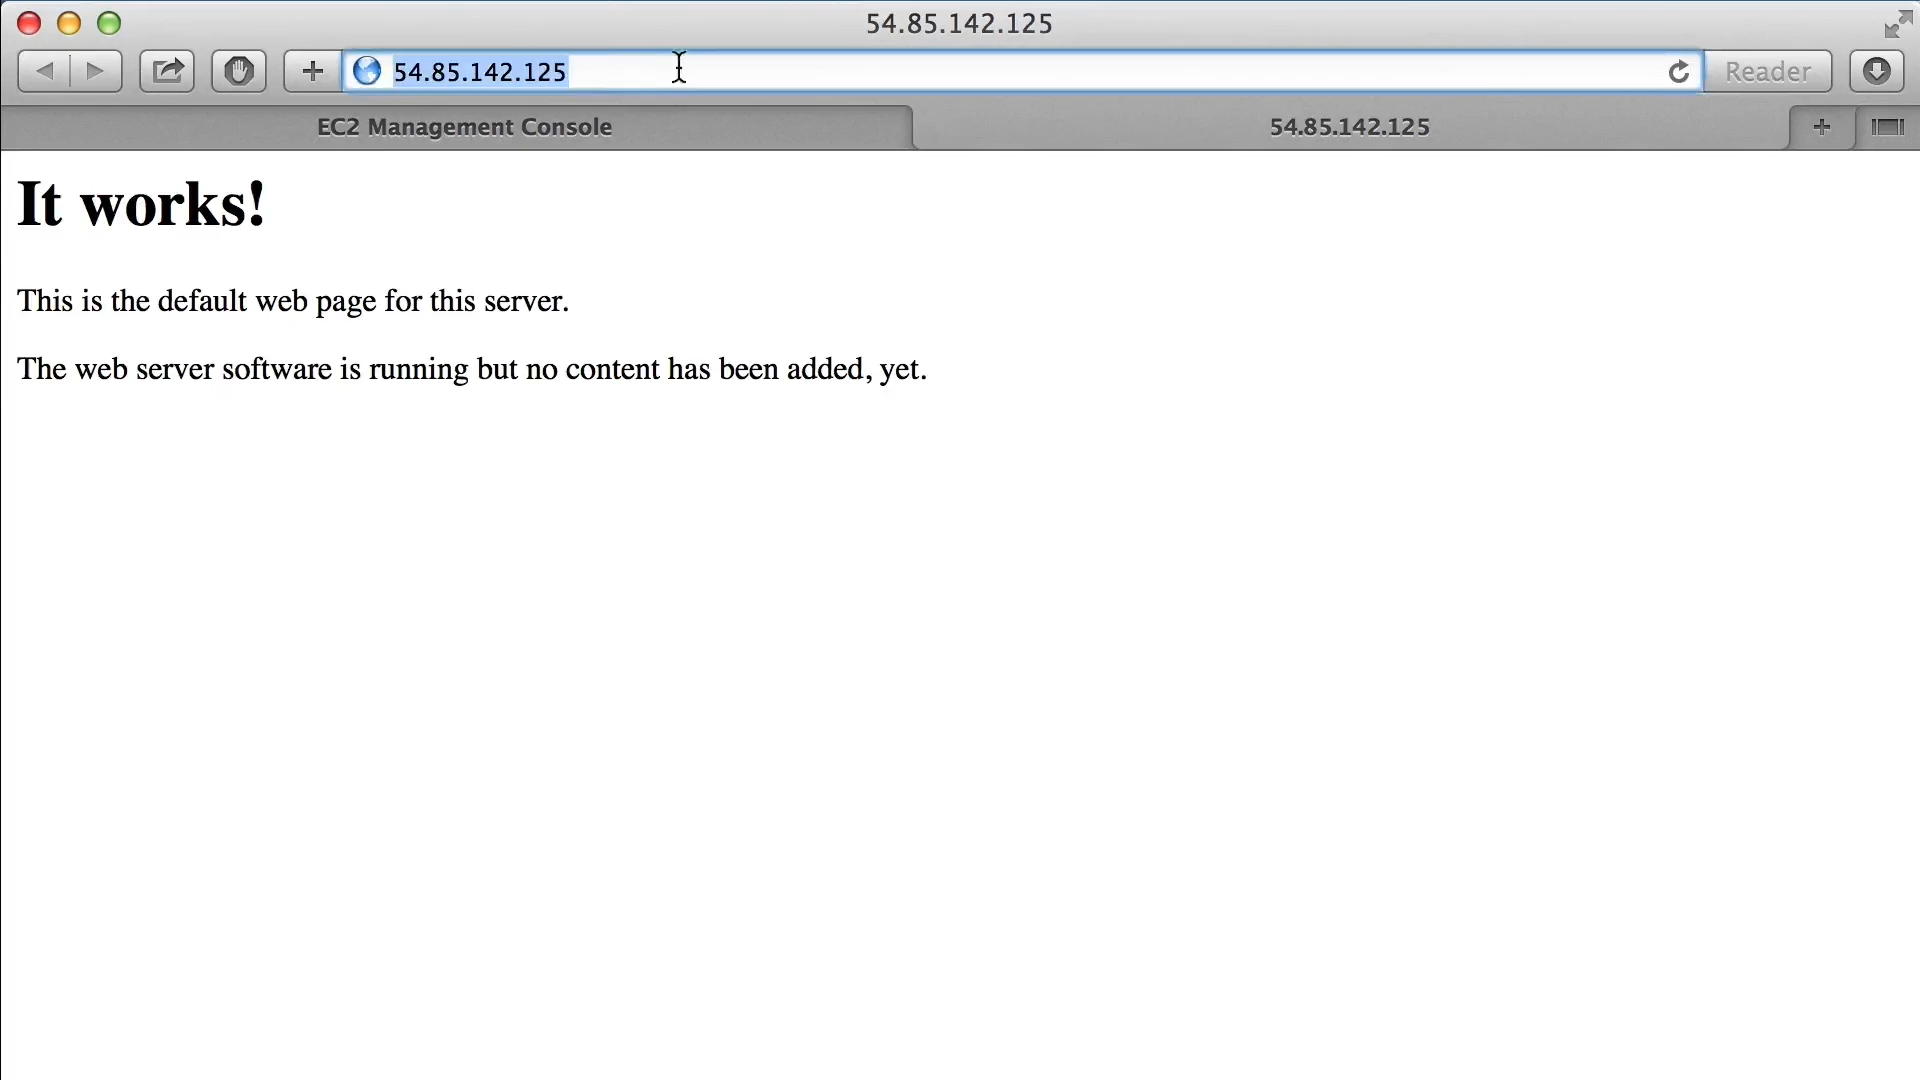 54.85.142.125
54.85.142.125 Reader
EC2 Management Console 54.85.142.125
It works!
This is the default web page for this server.
The web server software is running but no content has been added, yet.